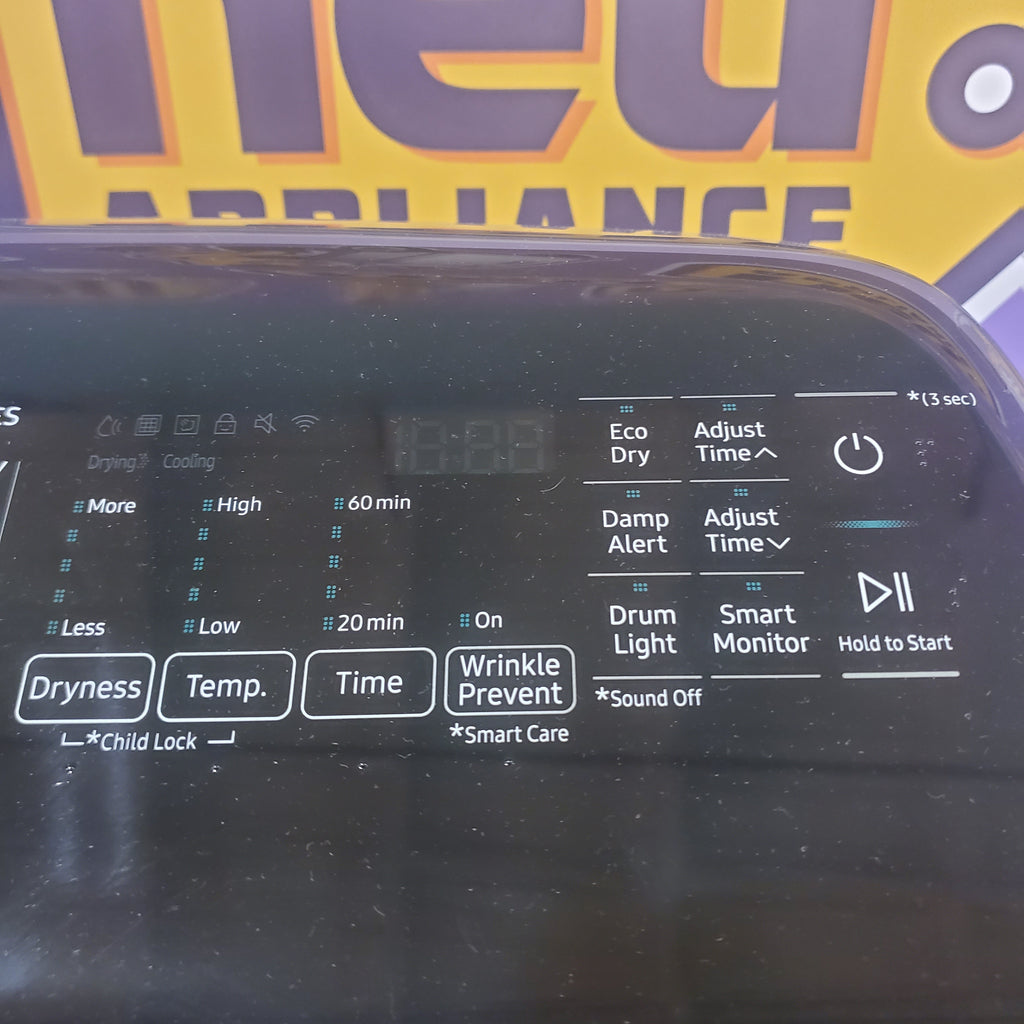 APPLIANCE
*(3 sec)
Eco
Dry
Adjust
Time
Drying
Cooling
More
High
60 min
Damp
Alert
Adjust
Time
Less
Low
20 min
On
Drum
Light
Smart
Monitor
Hold to Start
Dryness
Temp.
Time
Wrinkle
Prevent
*Sound Off
*Child Lock
*Smart Care